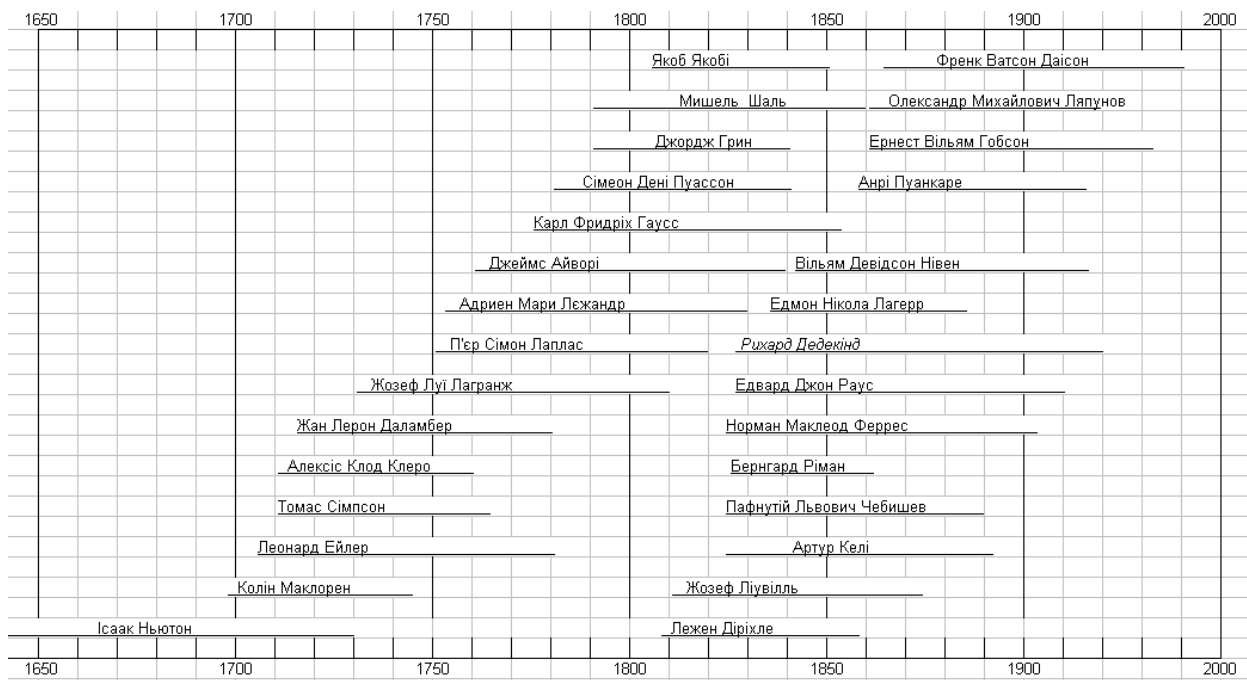 1650 1700 1750 1800 1850 1900 2000
Якоб Якобі Френк Ватсон Даісон
Мишель Шаль Олександр Михайлович Ляпунов
Джордж Грин Ернест Вільям Гобсон
Сімеон Дені Пуассон Анрі Пуанкаре
Карл Фридріх Гаусс
Джеймс Айворі Вільям Девідсон Нівен
Адриен Мари Лєжандр Едмон Нікола Лагерр
П'єр Сімон Лаплас Рихард Дедекінд
Жозеф Луї Лагранж Едвард Джон Раус
Жан Лерон Даламбер Норман Маклеод Феррес
Алексіс Клод Клеро Бернгард Ріман
Томас Сімпсон Пафнутій Львович Чебишев
Леонард Ейлер Артур Келі
Колін Маклорен Жозеф Ліувілль
Ісаак Ньютон Лежен Діріхле
1650 1700 1750 1800 1850 1900 2000